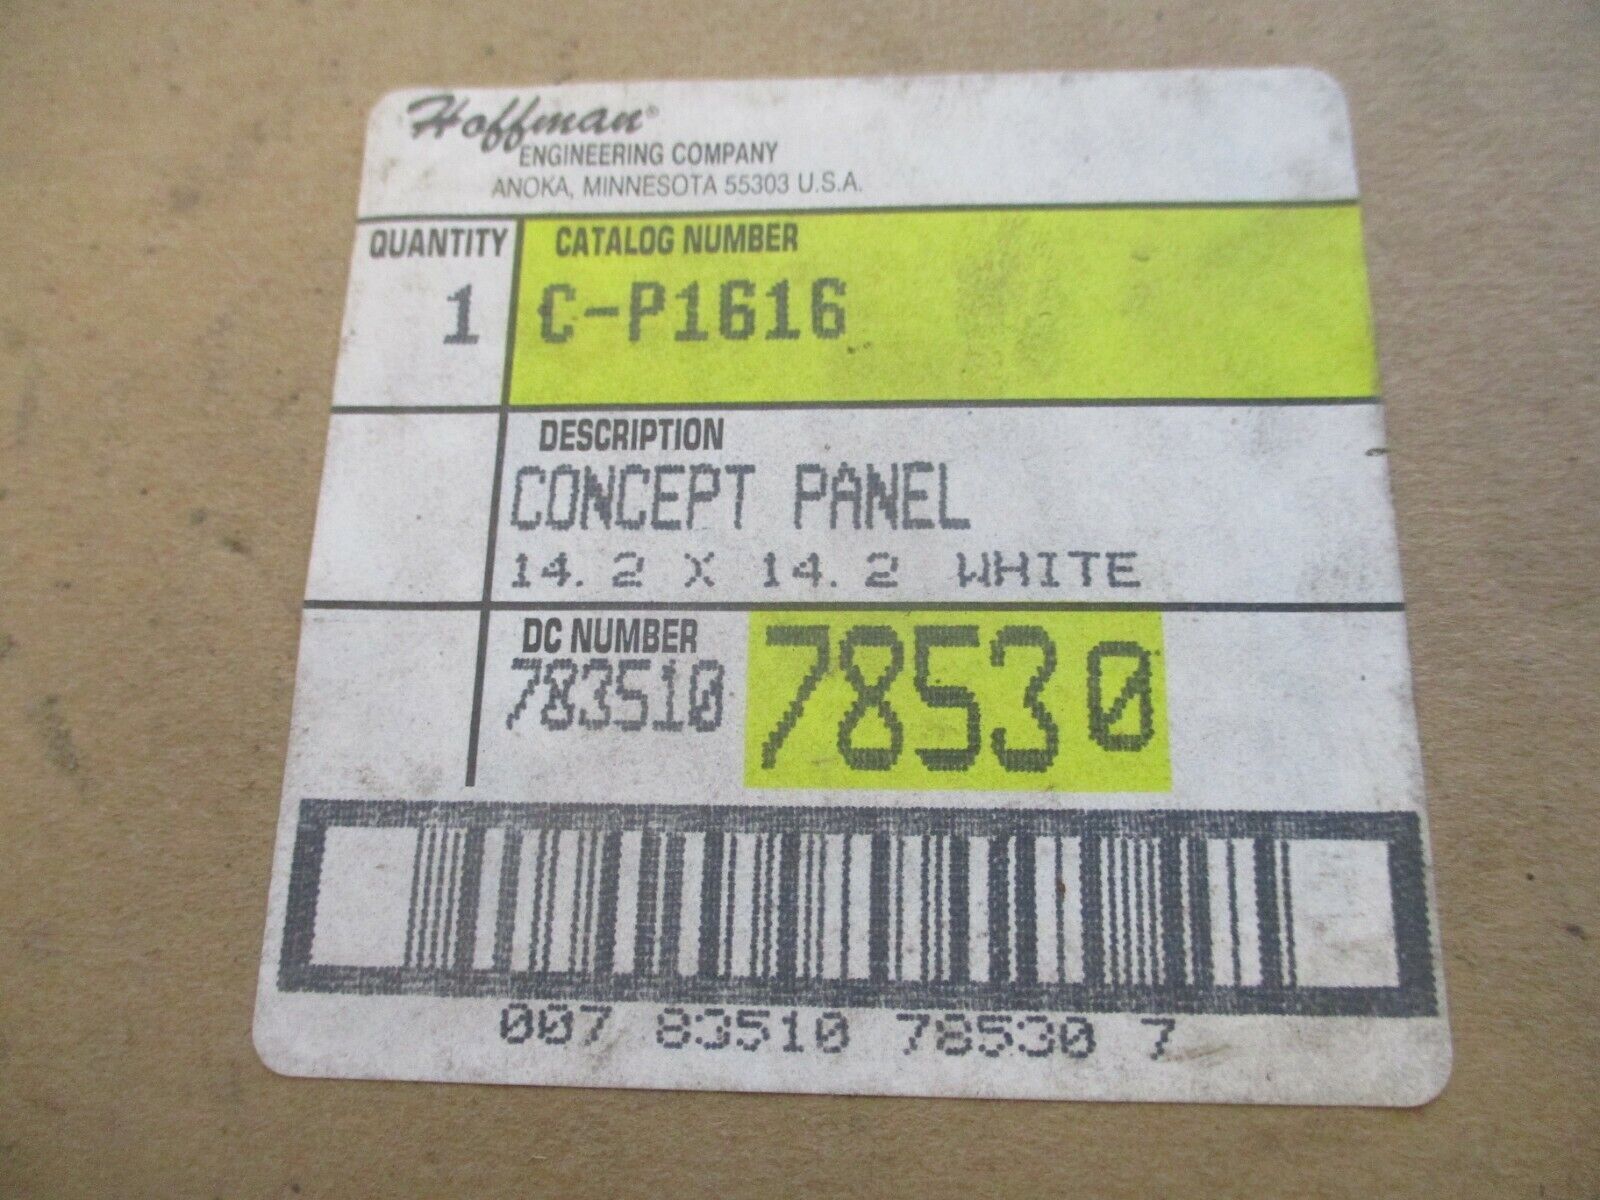 Hoffman®
ENGINEERING COMPANY
ANOKA, MINNESOTA 55303 U.S.A.
QUANTITY CATALOG NUMBER
1 C-P1616
DESCRIPTION
CONCEPT PANEL
14.2 X 14.2 WHITE
DC NUMBER
783510 78530
007 83510 78530 7